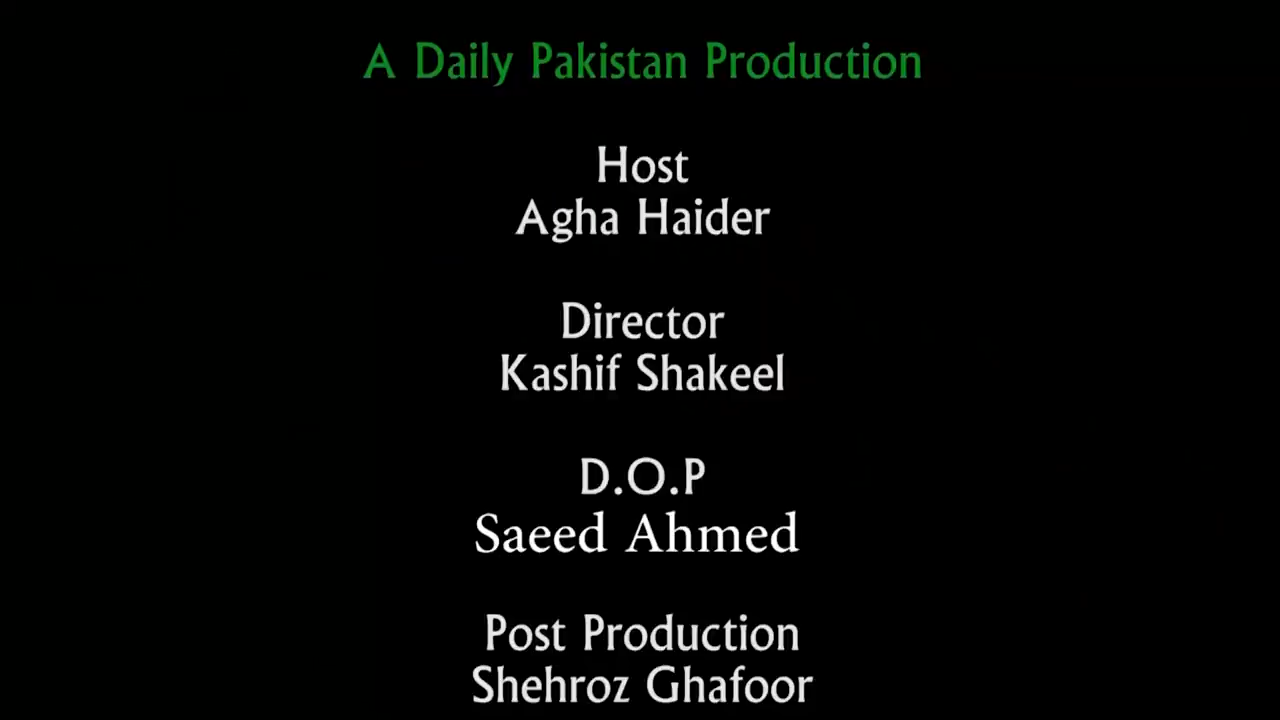 A Daily Pakistan Production
Host
Agha Haider
Director
Kashif Shakeel
D.O.P
Saeed Ahmed
Post Production
Shehroz Ghafoor